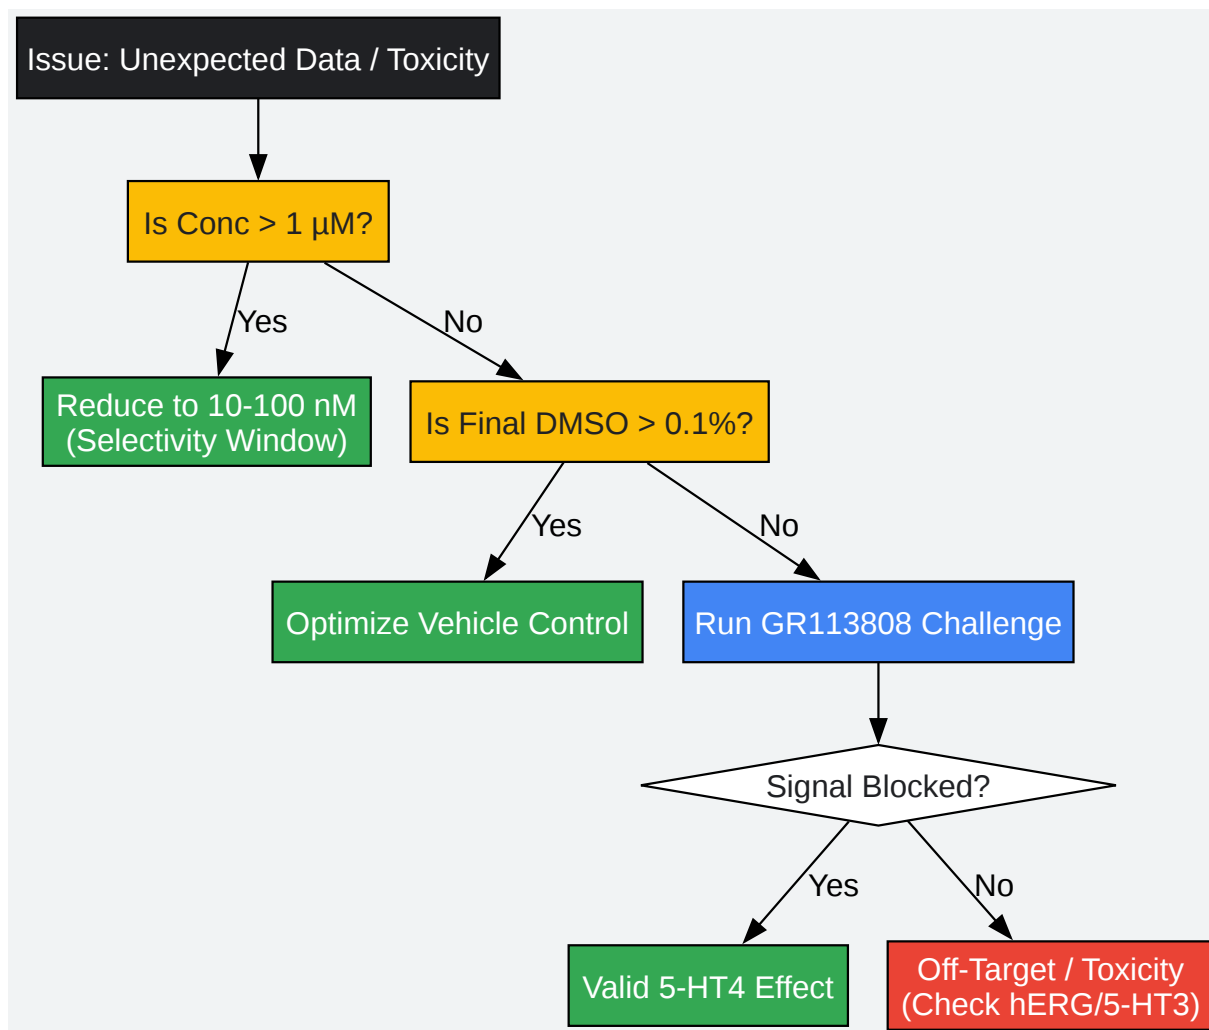 Issue: Unexpected Data / Toxicity
Is Conc > 1 µM?
Yes
No
Reduce to 10-100 nM
(Selectivity Window)
Is Final DMSO > 0.1%?
Yes
No
Optimize Vehicle Control
Run GR113808 Challenge
Signal Blocked?
Yes
No
Valid 5-HT4 Effect
Off-Target / Toxicity
(Check hERG/5-HT3)